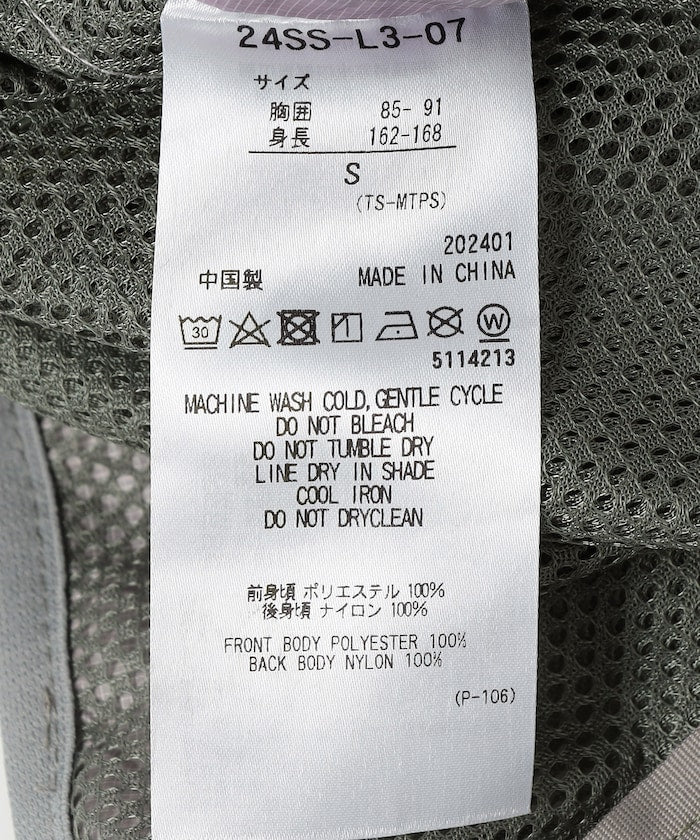 24SS-L3-07
サイズ
胸囲 85- 91
身長 162-168
S
(TS-MTPS)
202401
中国製 MADE IN CHINA
30 W
5114213
MACHINE WASH COLD, GENTLE CYCLE
DO NOT BLEACH
DO NOT TUMBLE DRY
LINE DRY IN SHADE
COOL IRON
DO NOT DRYCLEAN
前身頃 ポリエステル 100%
後身頃 ナイロン 100%
FRONT BODY POLYESTER 100%
BACK BODY NYLON 100%
(P-106)